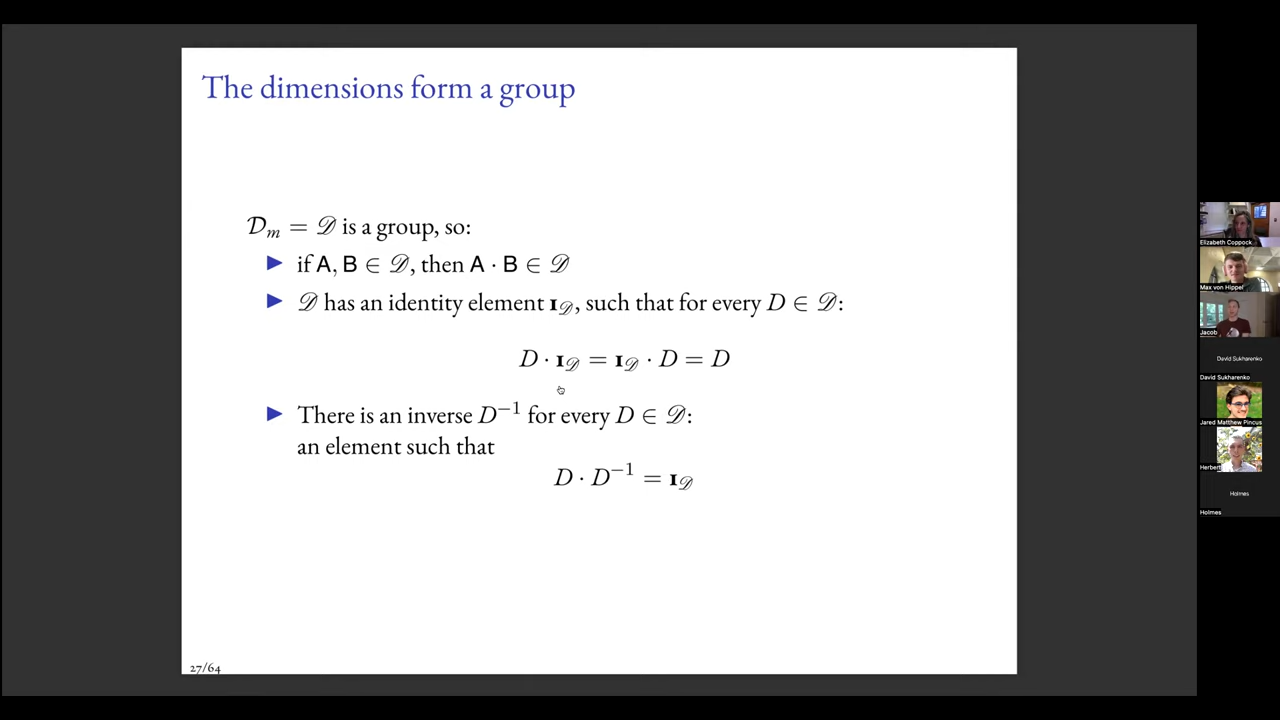 The dimensions form a group
𝒟ₘ = 𝒟 is a group, so:
▶ if A, B ∈ 𝒟, then A · B ∈ 𝒟
▶ 𝒟 has an identity element 1_𝒟, such that for every D ∈ 𝒟:
D · 1_𝒟 = 1_𝒟 · D = D
▶ There is an inverse D⁻¹ for every D ∈ 𝒟:
an element such that
D · D⁻¹ = 1_𝒟
27/64
Elizabeth Coppock
Max von Hippel
Jacob
David Sukharenko
David Sukharenko
Jared Matthew Pincus
Herbert
Holmes
Holmes